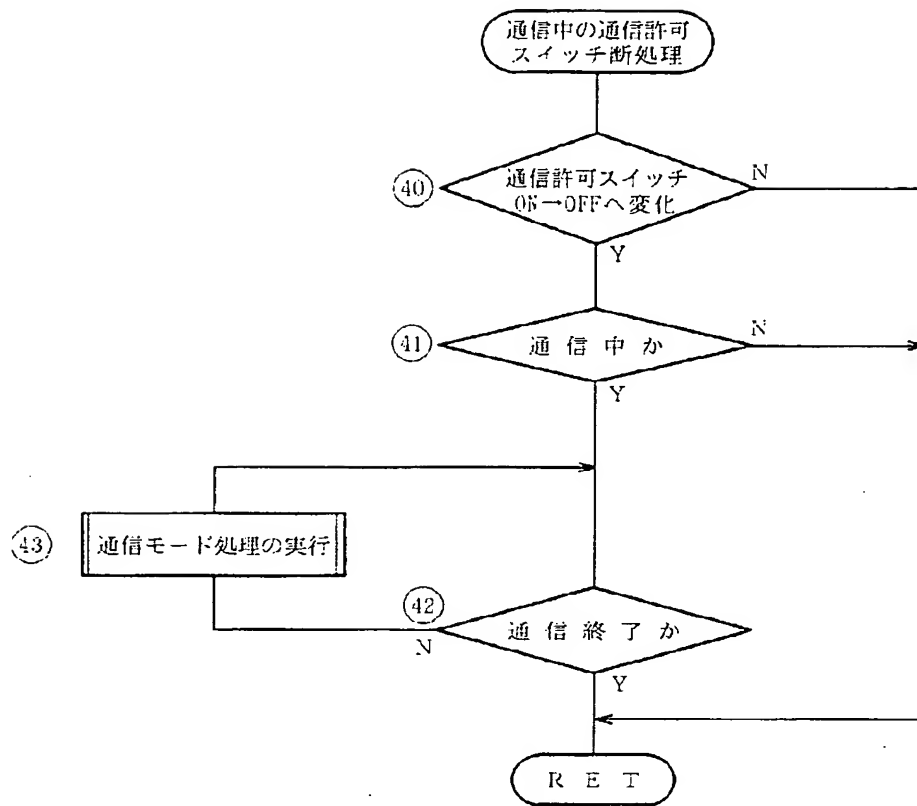 通信中の通信許可
スイッチ断処理
40
通信許可スイッチ
ON→OFFへ変化
N
Y
41
通信中か
N
Y
43
通信モード処理の実行
42
通信終了か
N
Y
RET